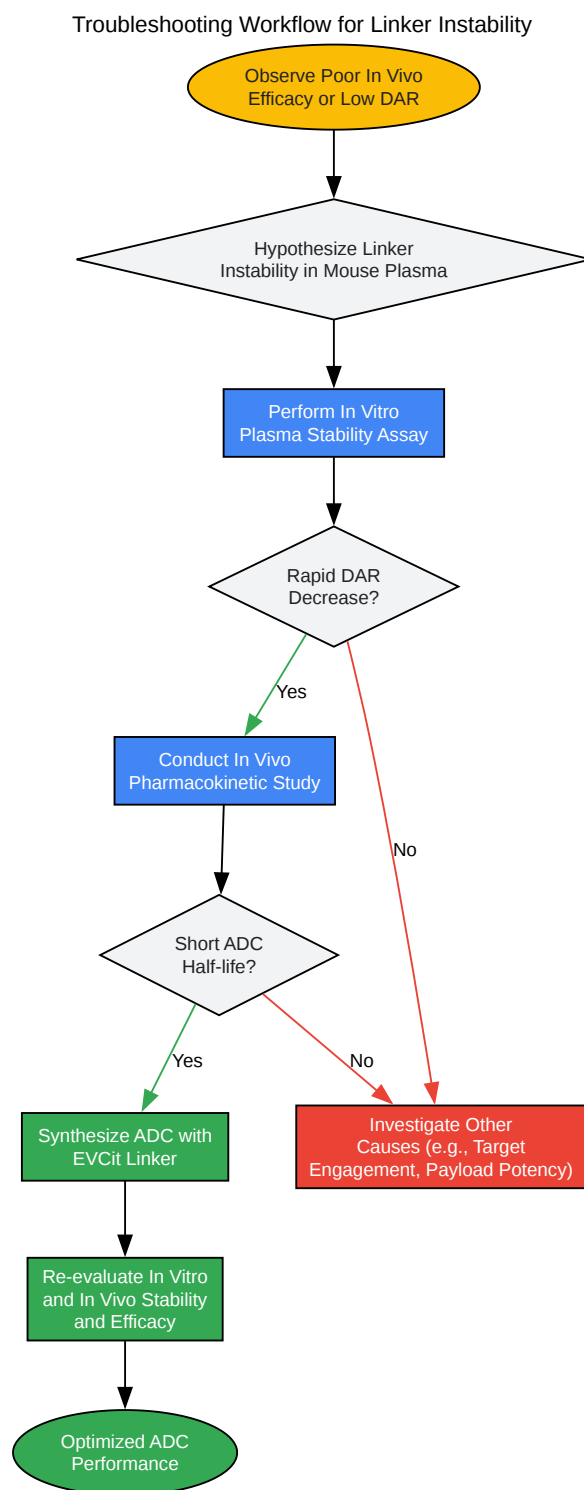 Troubleshooting Workflow for Linker Instability
Observe Poor In Vivo
Efficacy or Low DAR
Hypothesize Linker
Instability in Mouse Plasma
Perform In Vitro
Plasma Stability Assay
Rapid DAR
Decrease?
Yes
Conduct In Vivo
Pharmacokinetic Study
No
Short ADC
Half-life?
Yes
No
Synthesize ADC with
EVCit Linker
Investigate Other
Causes (e.g., Target
Engagement, Payload Potency)
Re-evaluate In Vitro
and In Vivo Stability
and Efficacy
Optimized ADC
Performance